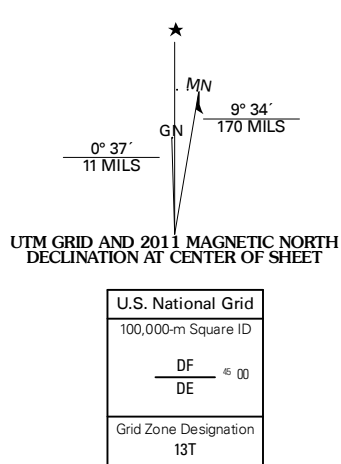 ★
MN
9° 34´
170 MILS
GN
0° 37´
11 MILS
UTM GRID AND 2011 MAGNETIC NORTH
DECLINATION AT CENTER OF SHEET
U.S. National Grid
100,000-m Square ID
DF
45 00
DE
Grid Zone Designation
13T